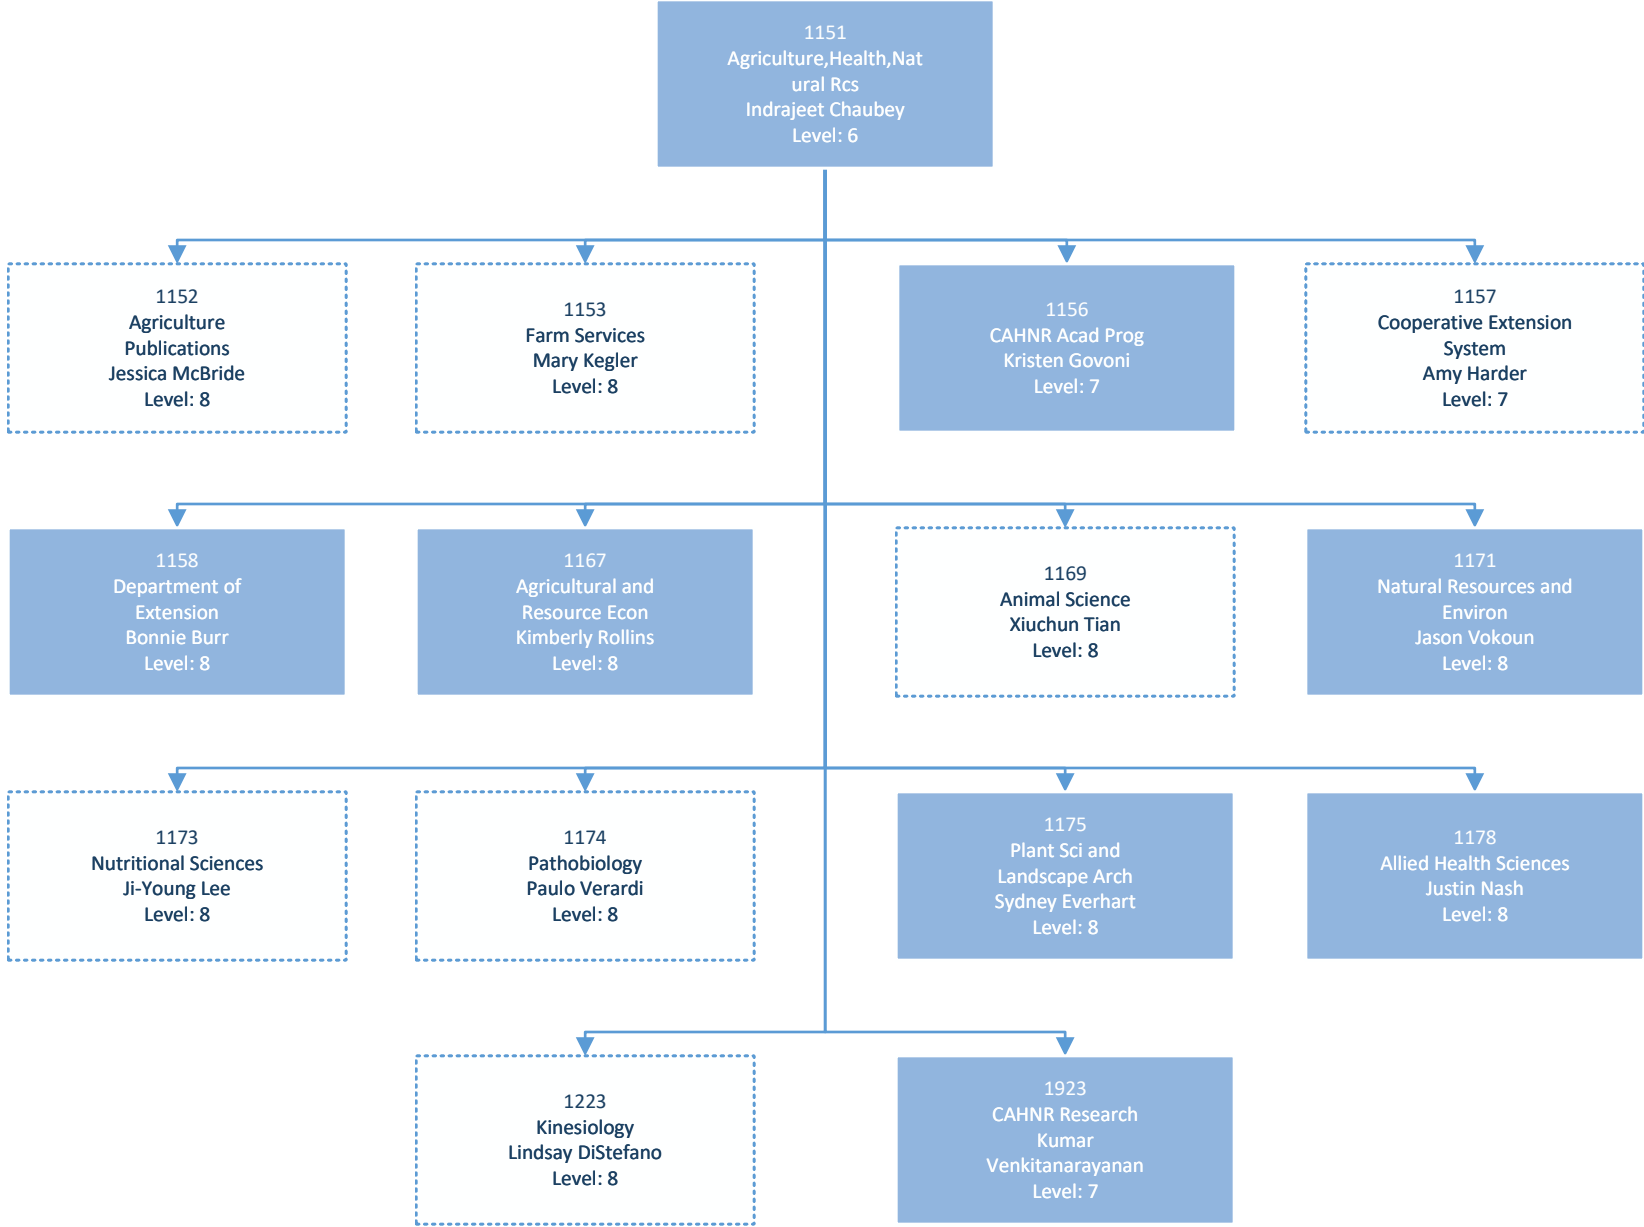 1151
Agriculture,Health,Nat
ural Rcs
Indrajeet Chaubey
Level: 6
1152
Agriculture
Publications
Jessica McBride
Level: 8
1153
Farm Services
Mary Kegler
Level: 8
1156
CAHNR Acad Prog
Kristen Govoni
Level: 7
1157
Cooperative Extension
System
Amy Harder
Level: 7
1158
Department of
Extension
Bonnie Burr
Level: 8
1167
Agricultural and
Resource Econ
Kimberly Rollins
Level: 8
1169
Animal Science
Xiuchun Tian
Level: 8
1171
Natural Resources and
Environ
Jason Vokoun
Level: 8
1173
Nutritional Sciences
Ji-Young Lee
Level: 8
1174
Pathobiology
Paulo Verardi
Level: 8
1175
Plant Sci and
Landscape Arch
Sydney Everhart
Level: 8
1178
Allied Health Sciences
Justin Nash
Level: 8
1223
Kinesiology
Lindsay DiStefano
Level: 8
1923
CAHNR Research
Kumar
Venkitanarayanan
Level: 7